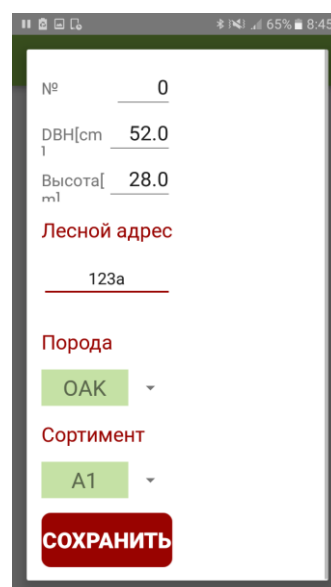 65% 8:45
№ 0
DBH[cm 52.0
]
Высота[ 28.0
m]
Лесной адрес
123a
Порода
OAK
Сортимент
A1
СОХРАНИТЬ